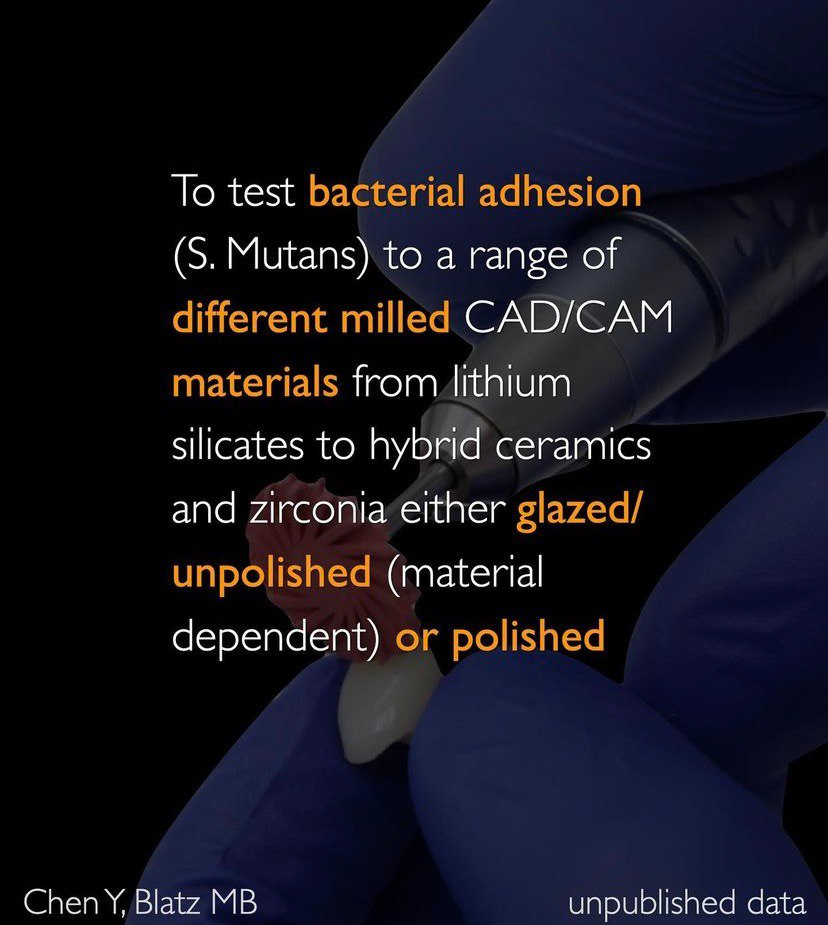 To test bacterial adhesion
(S. Mutans) to a range of
different milled CAD/CAM
materials from lithium
silicates to hybrid ceramics
and zirconia either glazed/
unpolished (material
dependent) or polished
Chen Y, Blatz MB
unpublished data